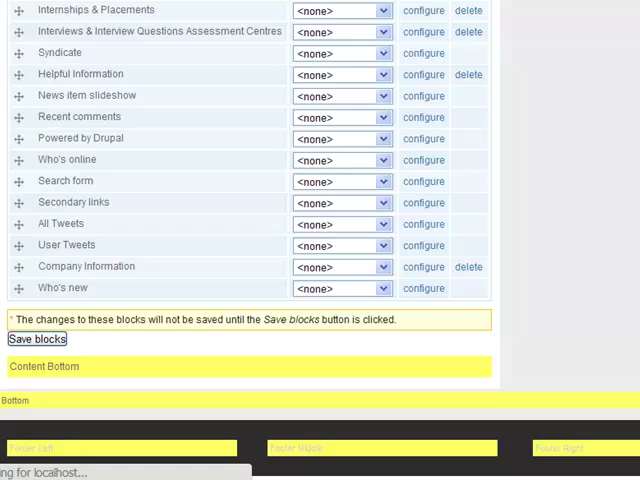 Internships & Placements <none> configure delete
Interviews & Interview Questions Assessment Centres <none> configure delete
Syndicate <none> configure
Helpful Information <none> configure delete
News item slideshow <none> configure
Recent comments <none> configure
Powered by Drupal <none> configure
Who's online <none> configure
Search form <none> configure
Secondary links <none> configure
All Tweets <none> configure
User Tweets <none> configure
Company Information <none> configure delete
Who's new <none> configure
* The changes to these blocks will not be saved until the Save blocks button is clicked.
Save blocks
Content Bottom
Bottom
Footer Left Footer Middle Footer Right
ing for localhost...